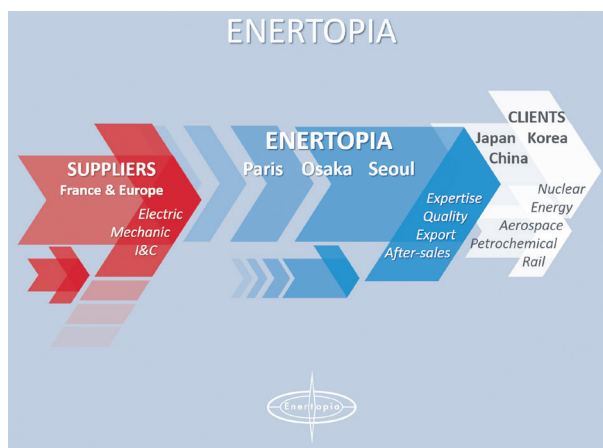 ENERTOPIA
SUPPLIERS
France & Europe
Electric
Mechanic
I&C
ENERTOPIA
Paris Osaka Seoul
Expertise
Quality
Export
After-sales
CLIENTS
Japan Korea
China
Nuclear
Energy
Aerospace
Petrochemical
Rail
Enertopia